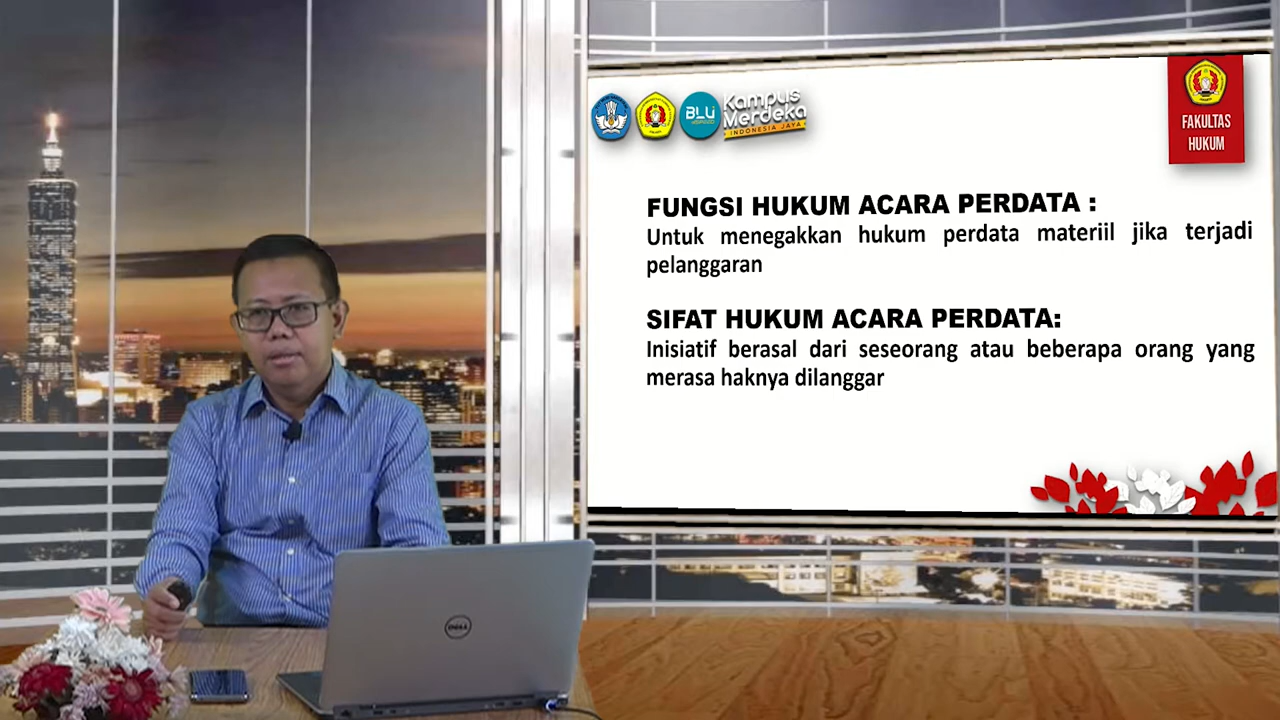 BLU
Kampus
Merdeka
INDONESIA JAYA
FAKULTAS
HUKUM
FUNGSI HUKUM ACARA PERDATA :
Untuk menegakkan hukum perdata materiil jika terjadi
pelanggaran
SIFAT HUKUM ACARA PERDATA:
Inisiatif berasal dari seseorang atau beberapa orang yang
merasa haknya dilanggar
DELL